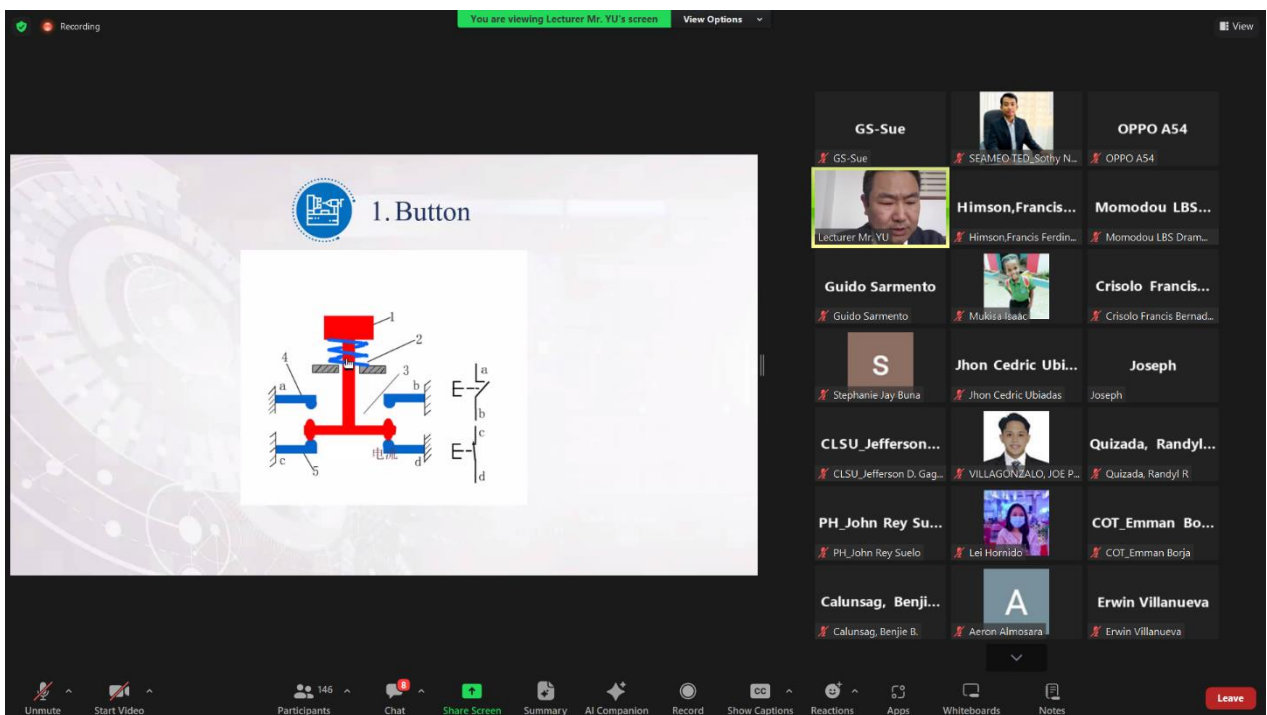 Recording
You are viewing Lecturer Mr. YU's screen
View Options
View
1. Button
1
2
3
4
5
a
b
c
d
电流
a
b
c
d
GS-Sue
GS-Sue
SEAMEO TED_Sothy N...
OPPO A54
OPPO A54
Lecturer Mr. YU
Himson,Francis...
Himson,Francis Ferdin...
Momodou LBS...
Momodou LBS Dram...
Guido Sarmento
Guido Sarmento
Mukisa Isaac
Crisolo Francis...
Crisolo Francis Bernad...
S
Stephanie Jay Buna
Jhon Cedric Ubi...
Jhon Cedric Ubiadas
Joseph
Joseph
CLSU_Jefferson...
CLSU_Jefferson D. Gag...
VILLAGONZALO, JOE P...
Quizada, Randyl...
Quizada, Randyl R
PH_John Rey Su...
PH_John Rey Suelo
Lei Hornido
COT_Emman Bo...
COT_Emman Borja
Calunsag, Benji...
Calunsag, Benjie B.
A
Aeron Almosara
Erwin Villanueva
Erwin Villanueva
Unmute
Start Video
146
Participants
8
Chat
Share Screen
Summary
AI Companion
Record
CC
Show Captions
Reactions
Apps
Whiteboards
Notes
Leave